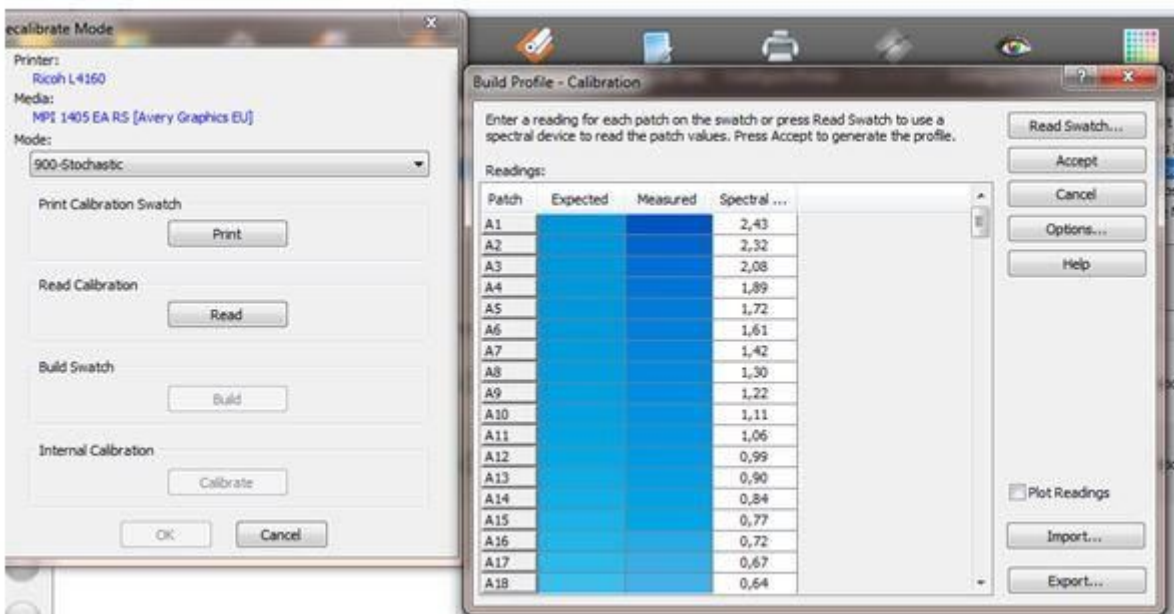 ecalibrate Mode
Printer:
Ricoh L4160
Media:
MPI 1405 EA RS [Avery Graphics EU]
Mode:
900-Stochastic
Print Calibration Swatch
Print
Read Calibration
Read
Build Swatch
Build
Internal Calibration
Calibrate
OK Cancel
Build Profile - Calibration
Enter a reading for each patch on the swatch or press Read Swatch to use a
spectral device to read the patch values. Press Accept to generate the profile.
Readings:
Patch Expected Measured Spectral ...
A1 2,43
A2 2,32
A3 2,08
A4 1,89
A5 1,72
A6 1,61
A7 1,42
A8 1,30
A9 1,22
A10 1,11
A11 1,06
A12 0,99
A13 0,90
A14 0,84
A15 0,77
A16 0,72
A17 0,67
A18 0,64
Read Swatch...
Accept
Cancel
Options...
Help
Plot Readings
Import...
Export...